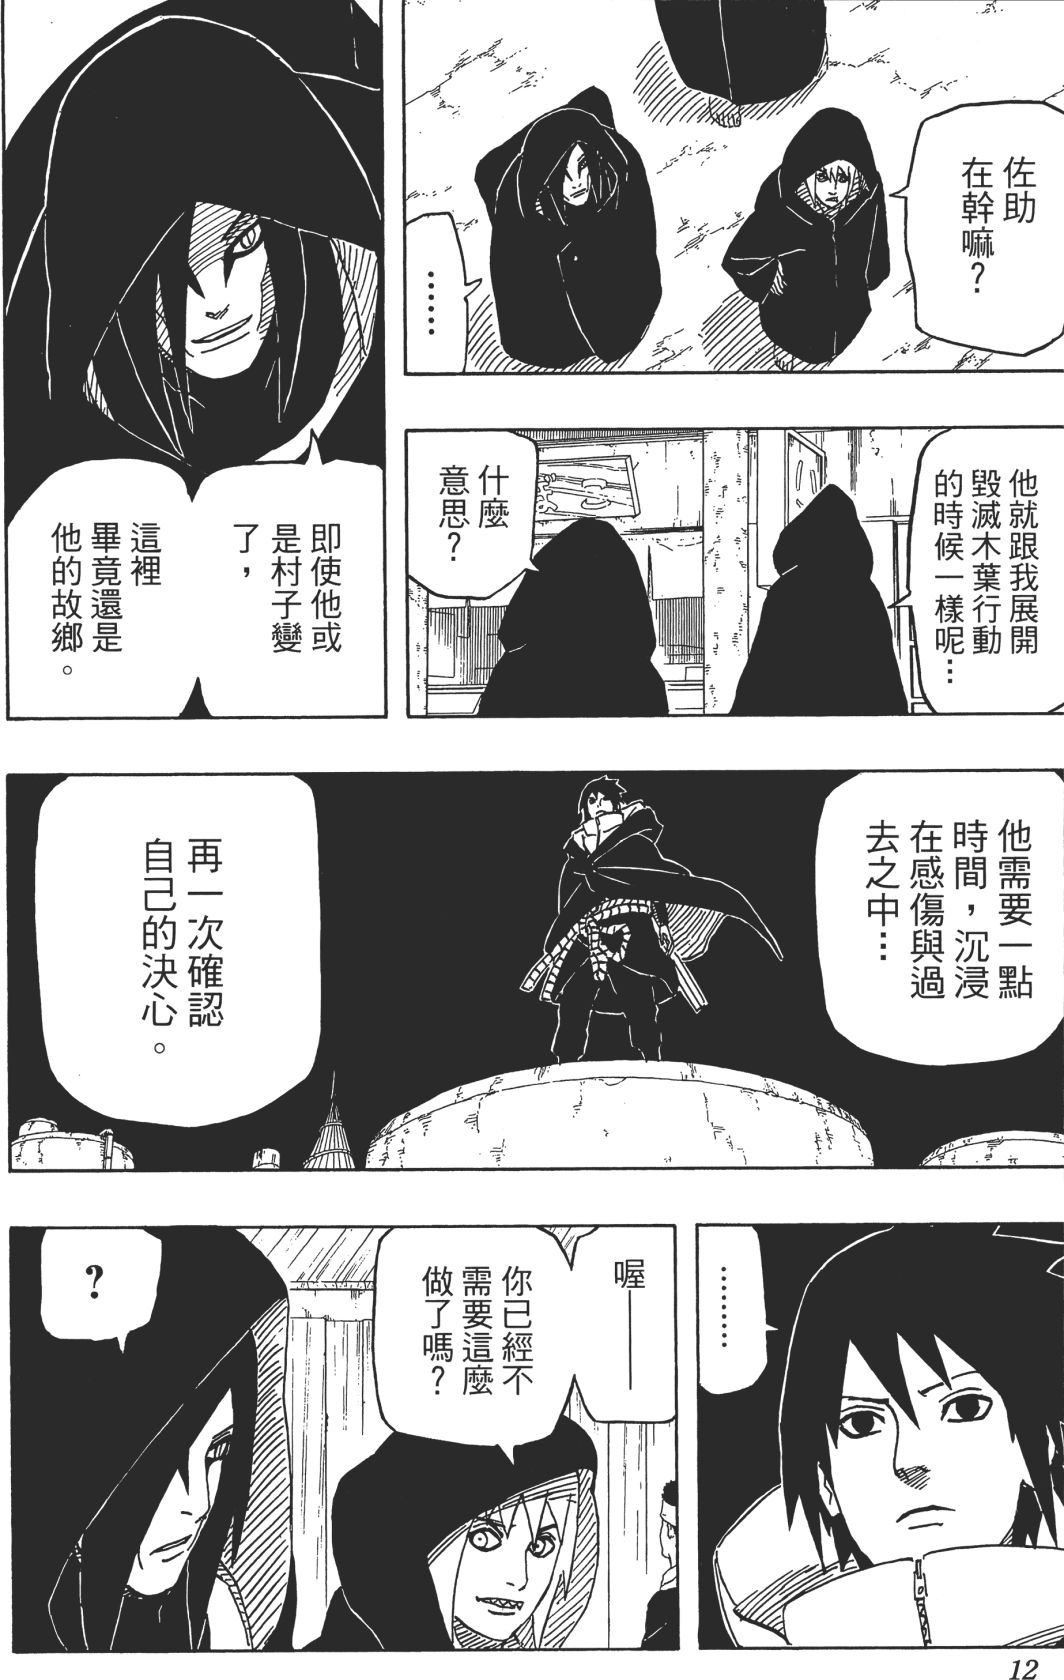 佐助
在幹嘛？
……
他就跟我展開
毀滅木葉行動
的時候一樣呢…
什麼
意思？
即使他或
是村子變
了，
這裡
畢竟還是
他的故鄉。
他需要一點
時間，沉浸
在感傷與過
去之中…
再一次確認
自己的決心。
………
喔——
你已經不
需要這麼
做了嗎？
？
12